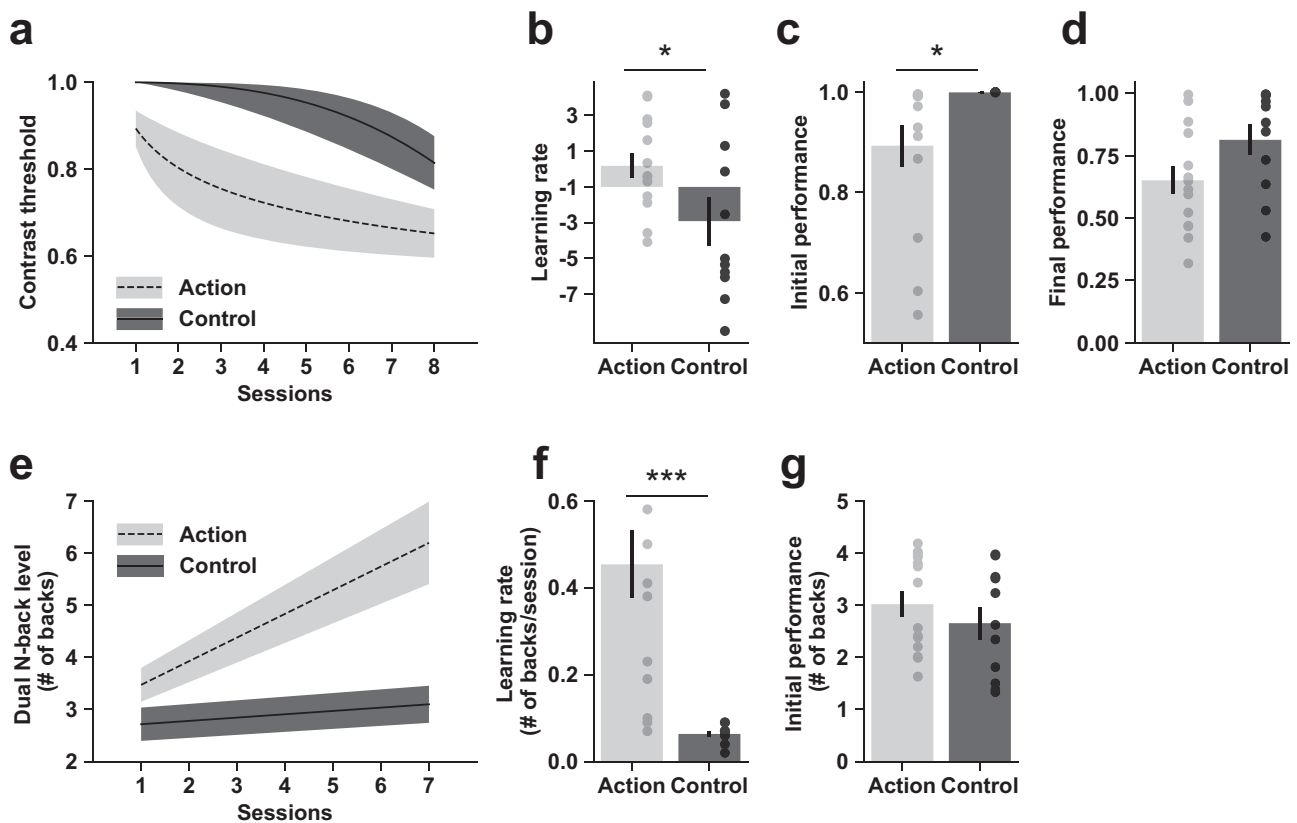 a
1.0
0.8
0.6
0.4
Contrast threshold
Action
Control
1 2 3 4 5 6 7 8
Sessions
b
*
3
1
-1
-3
-5
-7
Learning rate
Action Control
c
*
1.0
0.8
0.6
Initial performance
Action Control
d
1.00
0.75
0.50
0.25
0.00
Final performance
Action Control
e
7
6
5
4
3
2
Dual N-back level
(# of backs)
Action
Control
1 2 3 4 5 6 7
Sessions
f
***
0.6
0.4
0.2
0.0
Learning rate
(# of backs/session)
Action Control
g
5
4
3
2
1
0
Initial performance
(# of backs)
Action Control